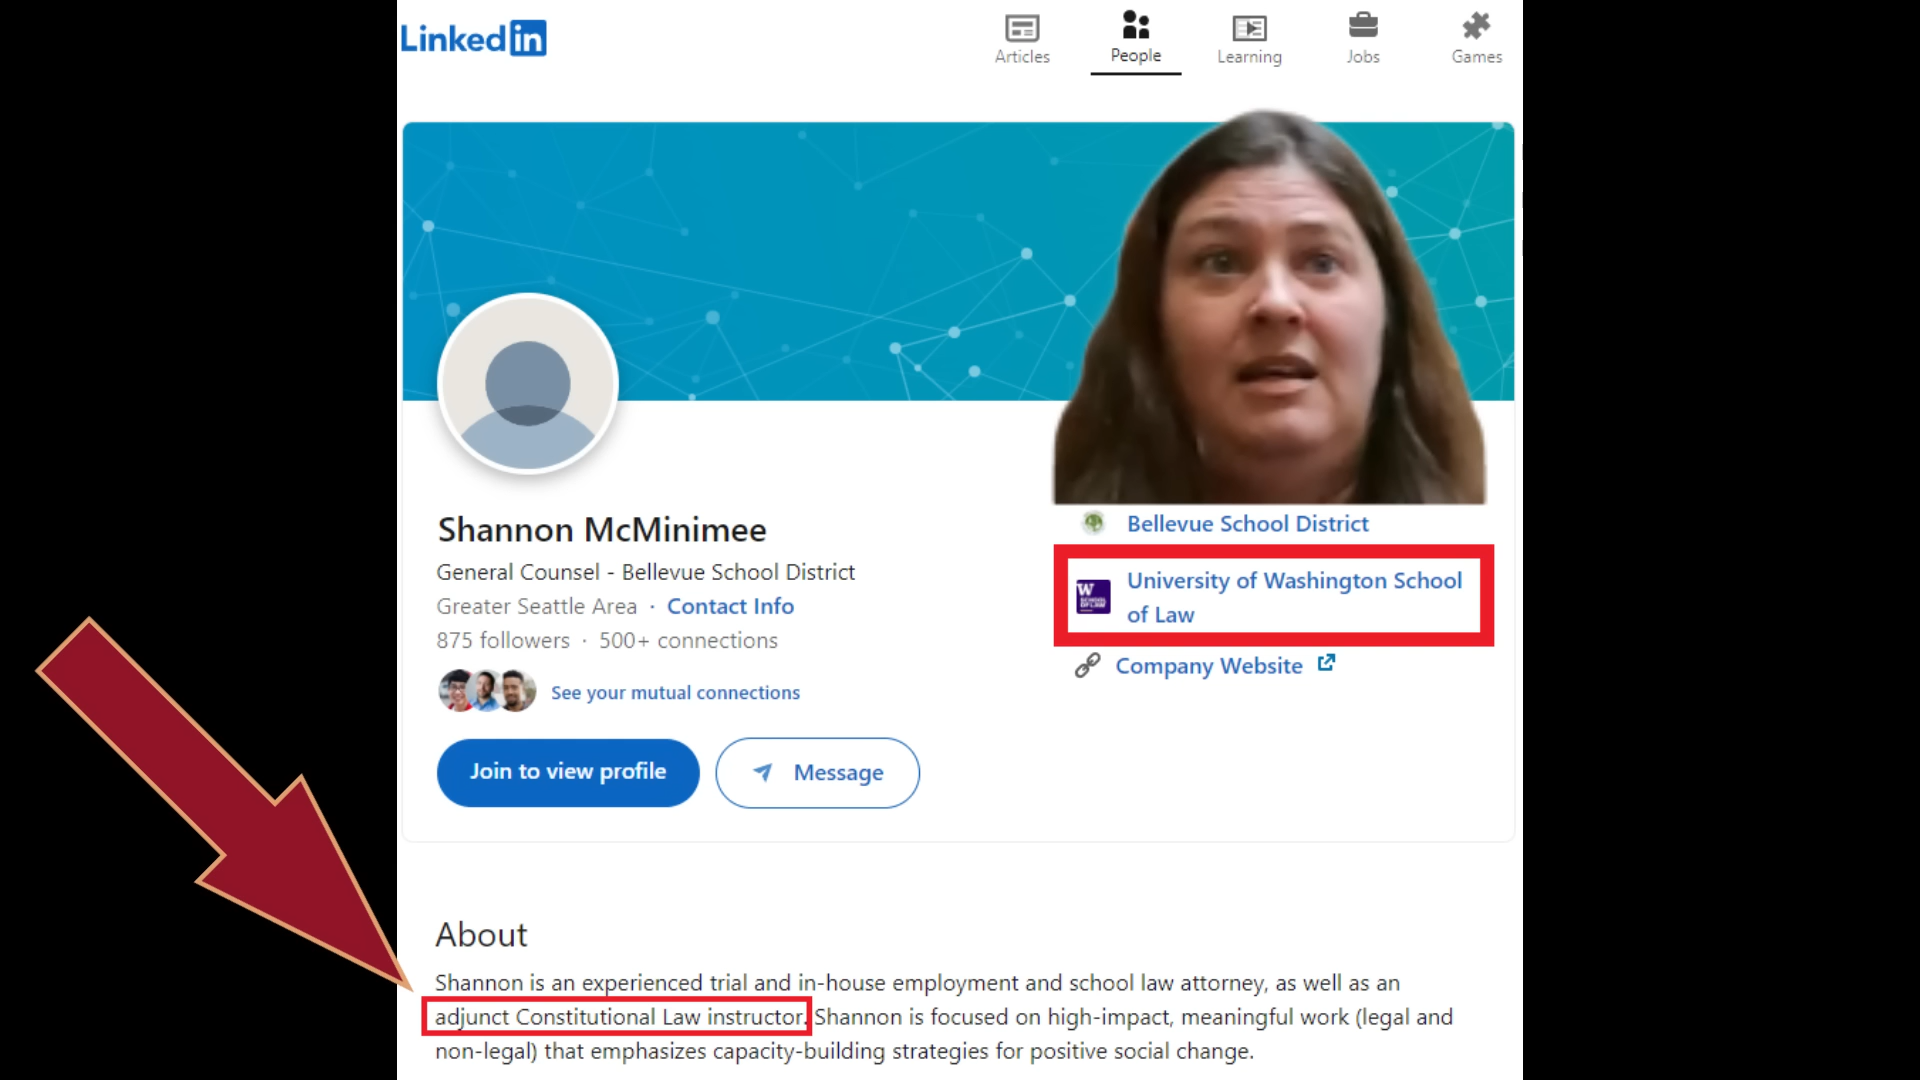 Linkedin
Articles
People
Learning
Jobs
Games
Shannon McMinimee
General Counsel - Bellevue School District
Greater Seattle Area · Contact Info
875 followers · 500+ connections
See your mutual connections
Join to view profile
Message
Bellevue School District
W
SCHOOL
OF LAW
University of Washington School
of Law
Company Website
About
Shannon is an experienced trial and in-house employment and school law attorney, as well as an
adjunct Constitutional Law instructor. Shannon is focused on high-impact, meaningful work (legal and
non-legal) that emphasizes capacity-building strategies for positive social change.